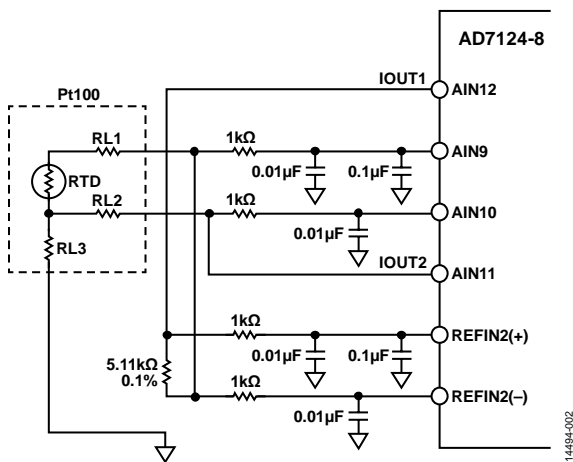 AD7124-8
IOUT1
AIN12
Pt100
RL1
1kΩ
AIN9
0.01µF
0.1µF
RTD
RL2
1kΩ
AIN10
0.01µF
RL3
IOUT2
AIN11
1kΩ
REFIN2(+)
5.11kΩ
0.1%
0.01µF
0.1µF
1kΩ
REFIN2(–)
0.01µF
14494-002